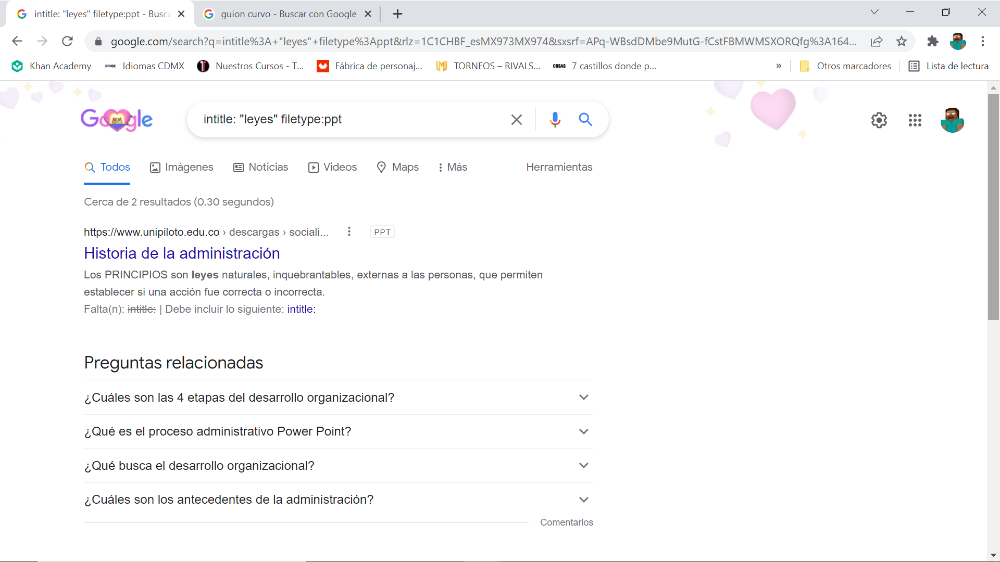 intitle: "leyes" filetype:ppt - Busca
guion curvo - Buscar con Google
google.com/search?q=intitle%3A+"leyes"+filetype%3Appt&rlz=1C1CHBF_esMX973MX974&sxsrf=APq-WBsdDMbe9MutG-fCstFBMWMSXORQfg%3A164...
Khan Academy
Idiomas CDMX
Nuestros Cursos - T...
Fábrica de personaj...
TORNEOS – RIVALS...
COSAS
7 castillos donde p...
»
Otros marcadores
Lista de lectura
Google
intitle: "leyes" filetype:ppt
Todos
Imágenes
Noticias
Videos
Maps
Más
Herramientas
Cerca de 2 resultados (0.30 segundos)
https://www.unipiloto.edu.co › descargas › sociali...
PPT
Historia de la administración
Los PRINCIPIOS son leyes naturales, inquebrantables, externas a las personas, que permiten
establecer si una acción fue correcta o incorrecta.
Falta(n): intitle: | Debe incluir lo siguiente: intitle:
Preguntas relacionadas
¿Cuáles son las 4 etapas del desarrollo organizacional?
¿Qué es el proceso administrativo Power Point?
¿Qué busca el desarrollo organizacional?
¿Cuáles son los antecedentes de la administración?
Comentarios